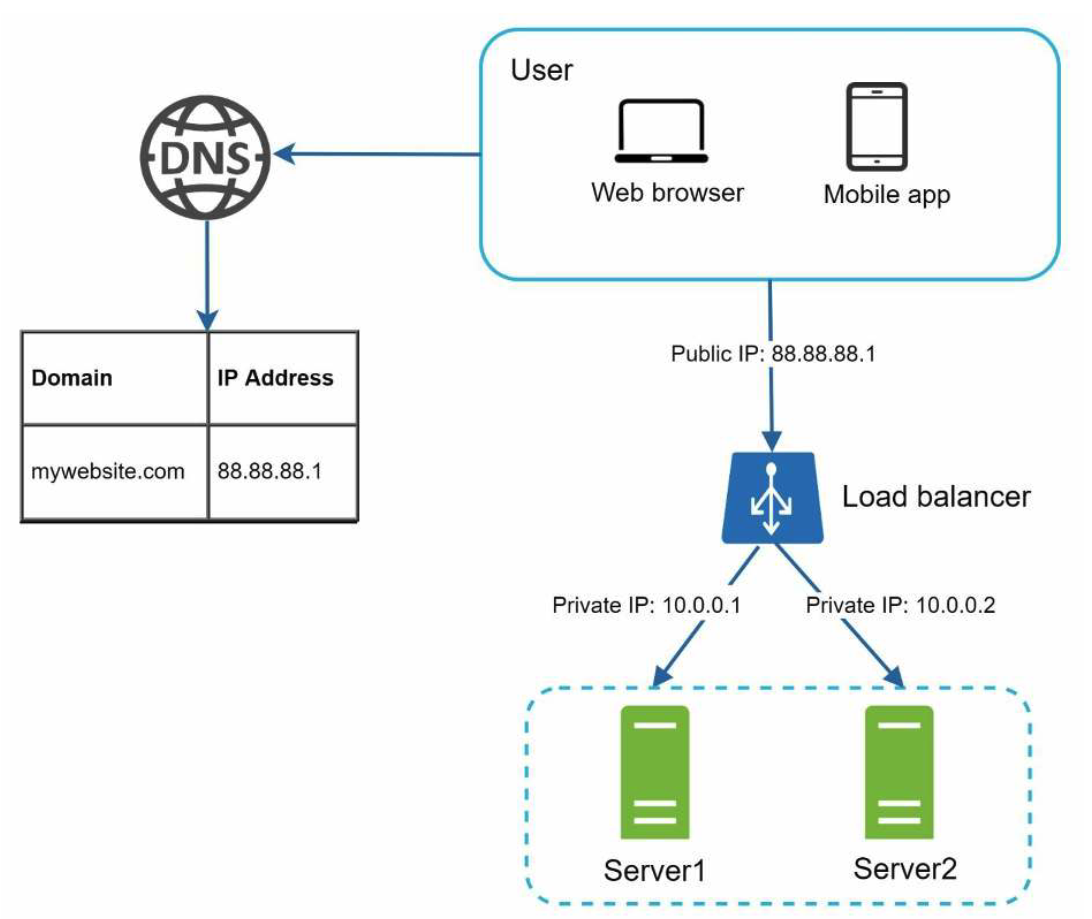 User
DNS
Web browser
Mobile app
Domain
IP Address
mywebsite.com
88.88.88.1
Public IP: 88.88.88.1
Load balancer
Private IP: 10.0.0.1
Private IP: 10.0.0.2
Server1
Server2